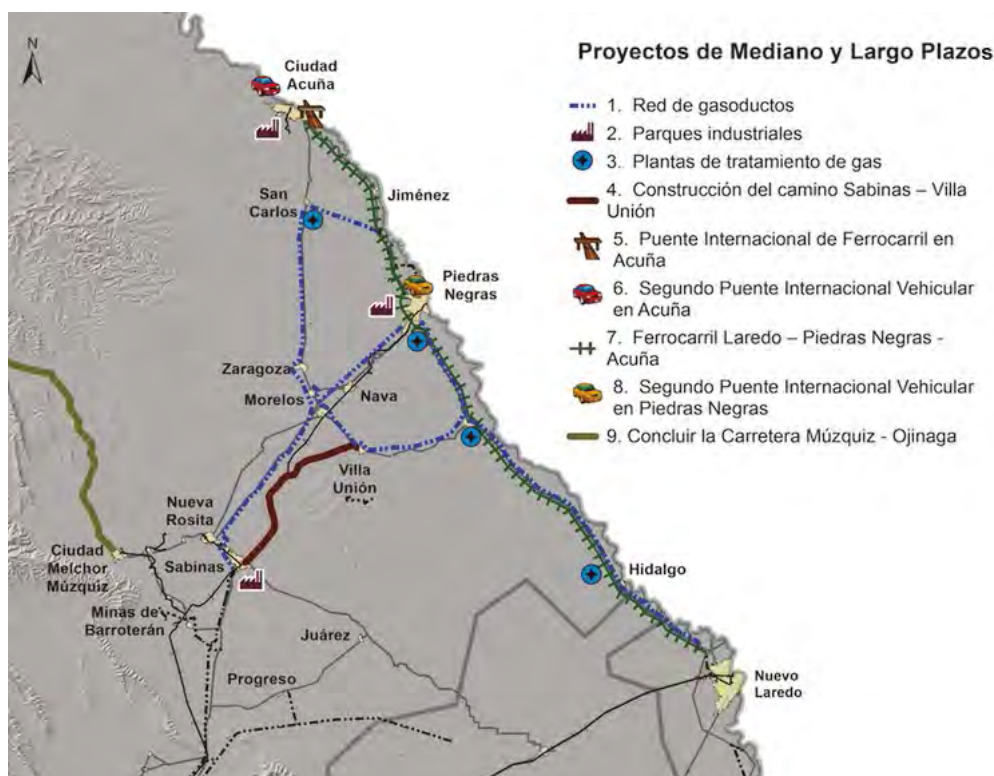 N
Ciudad
Acuña
San
Carlos
Jiménez
Piedras
Negras
Zaragoza
Morelos
Nava
Villa
Unión
Nueva
Rosita
Ciudad
Melchor
Múzquiz
Sabinas
Minas de
Barroterán
Juárez
Hidalgo
Progreso
Nuevo
Laredo
Proyectos de Mediano y Largo Plazos
1. Red de gasoductos
2. Parques industriales
3. Plantas de tratamiento de gas
4. Construcción del camino Sabinas – Villa
Unión
5. Puente Internacional de Ferrocarril en
Acuña
6. Segundo Puente Internacional Vehicular
en Acuña
7. Ferrocarril Laredo – Piedras Negras -
Acuña
8. Segundo Puente Internacional Vehicular
en Piedras Negras
9. Concluir la Carretera Múzquiz - Ojinaga